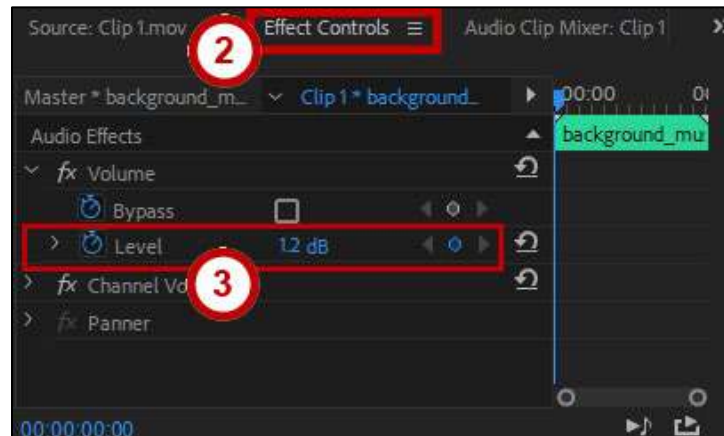 Source: Clip 1.mov Effect Controls Audio Clip Mixer: Clip 1
2
Master * background_m... Clip 1 * background... 00:00
Audio Effects background_mu
fx Volume
Bypass
Level 1.2 dB
fx Channel Vo
3
fx Panner
00:00:00:00